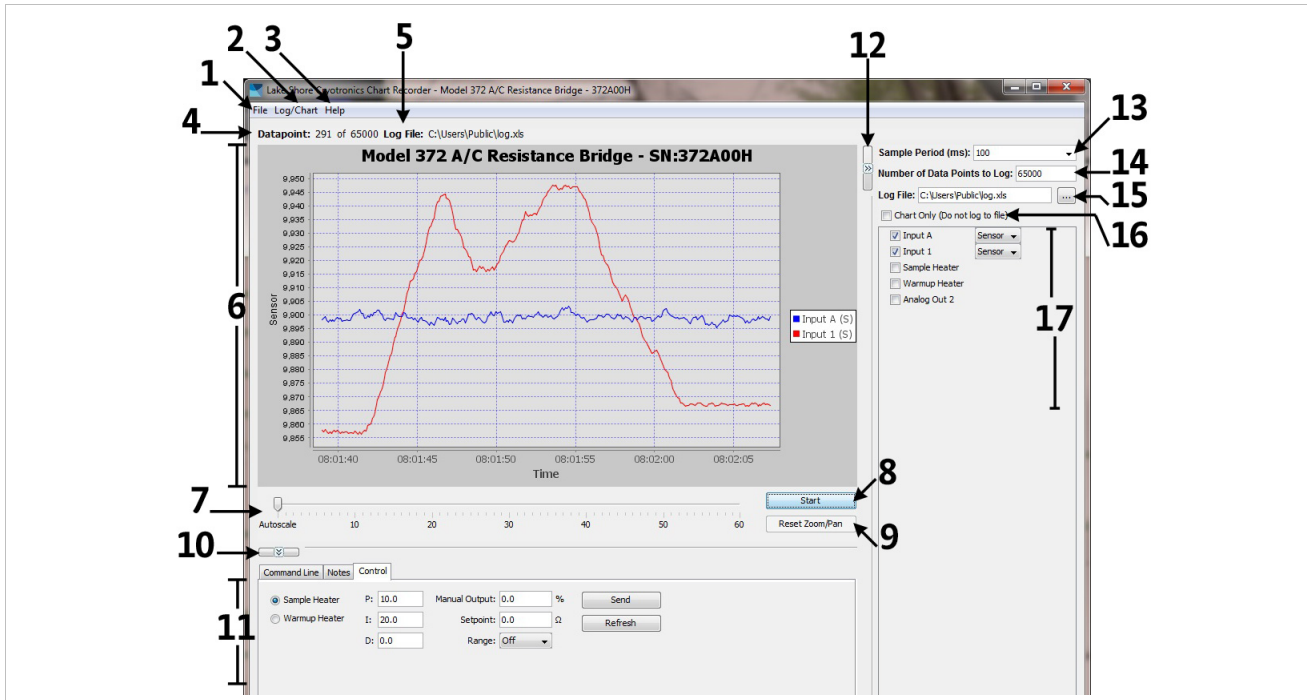 5
2
3
12
1
Lake Shore Cryotronics Chart Recorder - Model 372 A/C Resistance Bridge - 372A00H
File Log/Chart Help
4
Datapoint: 291 of 65000 Log File: C:\Users\Public\log.xls
13
Sample Period (ms): 100
Model 372 A/C Resistance Bridge - SN:372A00H
14
Number of Data Points to Log: 65000
15
Log File: C:\Users\Public\log.xls ...
16
Chart Only (Do not log to file)
Input A Sensor
Input 1 Sensor
Sample Heater
Warmup Heater
Analog Out 2
17
6
Sensor
9,950
9,945
9,940
9,935
9,930
9,925
9,920
9,915
9,910
9,905
9,900
9,895
9,890
9,885
9,880
9,875
9,870
9,865
9,860
9,855
Input A (S)
Input 1 (S)
08:01:40 08:01:45 08:01:50 08:01:55 08:02:00 08:02:05
Time
7
8
Start
Autoscale 10 20 30 40 50 60
Reset Zoom/Pan
9
10
Command Line Notes Control
11
Sample Heater P: 10.0 Manual Output: 0.0 % Send
Warmup Heater I: 20.0 Setpoint: 0.0 Ω Refresh
D: 0.0 Range: Off